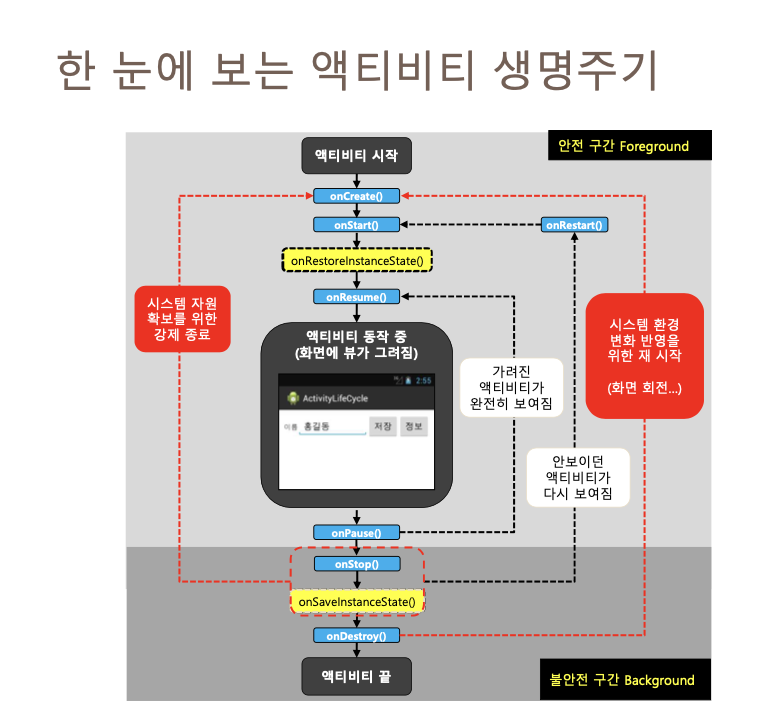 한 눈에 보는 액티비티 생명주기
안전 구간 Foreground
액티비티 시작
onCreate()
onStart()
onRestart()
onRestoreInstanceState()
onResume()
시스템 자원
확보를 위한
강제 종료
시스템 환경
변화 반영을
위한 재 시작
(화면 회전...)
액티비티 동작 중
(화면에 뷰가 그려짐)
2:55
ActivityLifeCycle
이름
홍길동
저장
정보
가려진
액티비티가
완전히 보여짐
안보이던
액티비티가
다시 보여짐
onPause()
onStop()
onSaveInstanceState()
onDestroy()
액티비티 끝
불안전 구간 Background